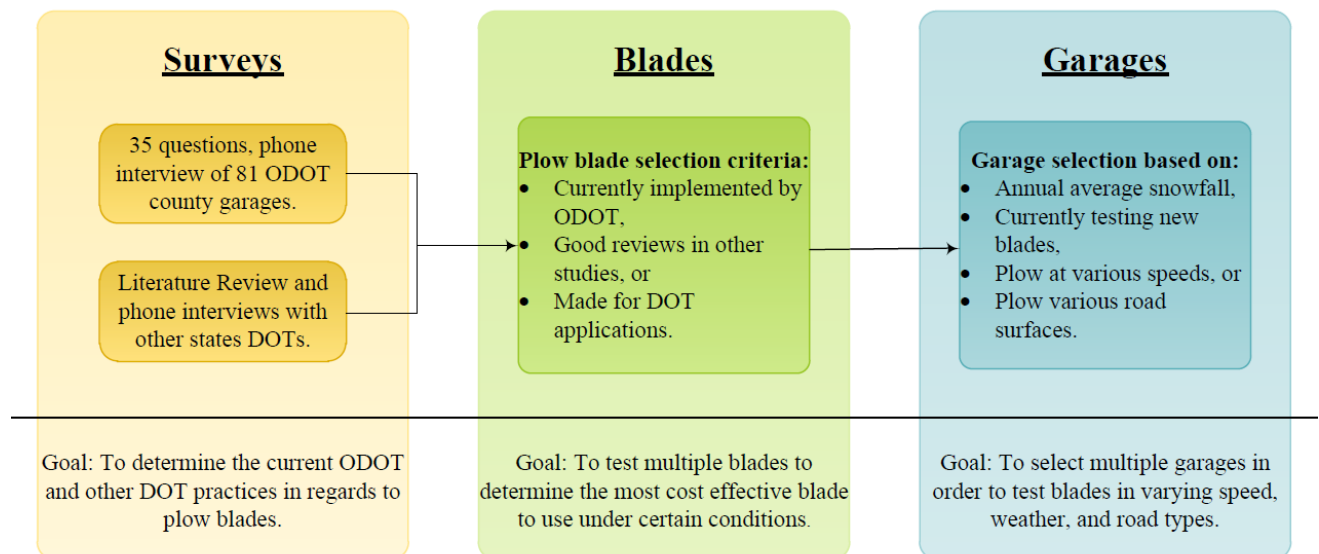 Surveys
35 questions, phone
interview of 81 ODOT
county garages.
Literature Review and
phone interviews with
other states DOTs.
Goal: To determine the current ODOT
and other DOT practices in regards to
plow blades.
Blades
Plow blade selection criteria:
• Currently implemented by
ODOT,
• Good reviews in other
studies, or
• Made for DOT
applications.
Goal: To test multiple blades to
determine the most cost effective blade
to use under certain conditions.
Garages
Garage selection based on:
• Annual average snowfall,
• Currently testing new
blades,
• Plow at various speeds, or
• Plow various road
surfaces.
Goal: To select multiple garages in
order to test blades in varying speed,
weather, and road types.